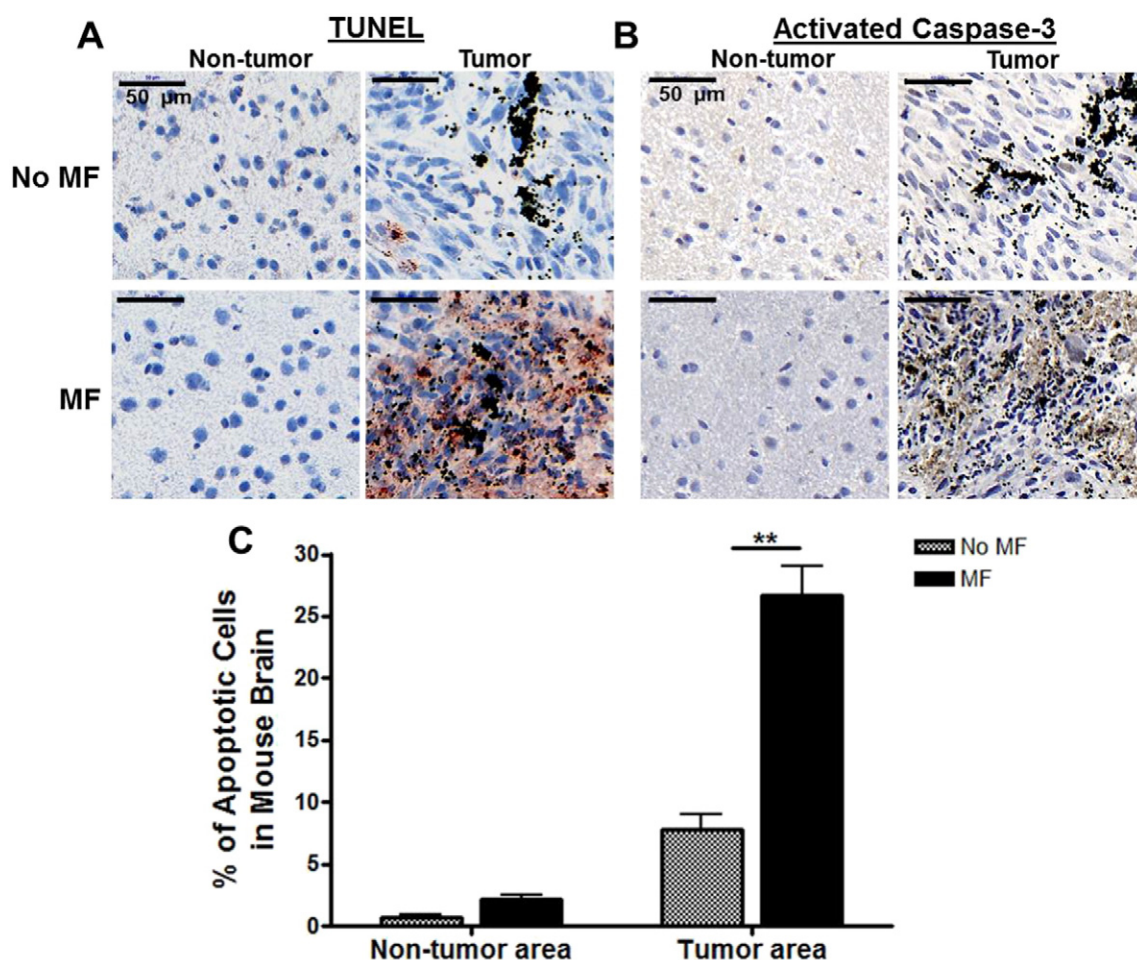 A
TUNEL
Non-tumor Tumor
B
Activated Caspase-3
Non-tumor Tumor
50 µm
50 µm
No MF
MF
C
% of Apoptotic Cells
in Mouse Brain
30
25
20
15
10
5
0
**
No MF
MF
Non-tumor area Tumor area